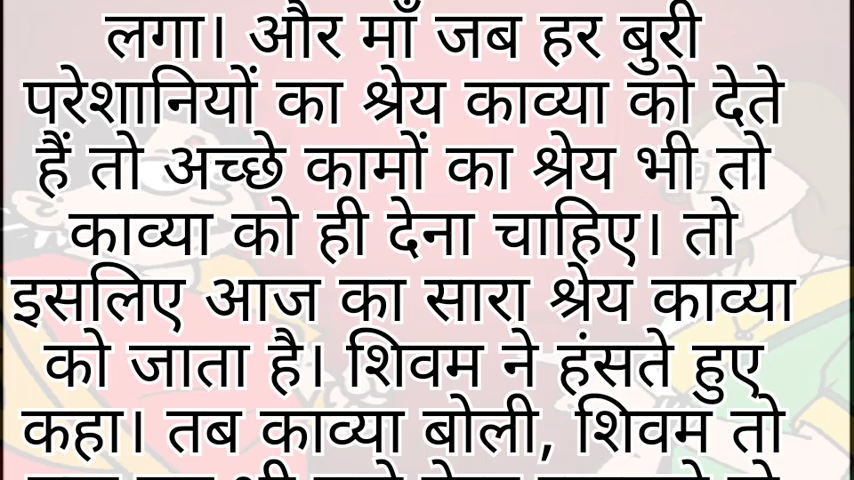 लगा। और माँ जब हर बुरी
परेशानियों का श्रेय काव्या को देते
हैं तो अच्छे कामों का श्रेय भी तो
काव्या को ही देना चाहिए। तो
इसलिए आज का सारा श्रेय काव्या
को जाता है। शिवम ने हंसते हुए
कहा। तब काव्या बोली, शिवम तो